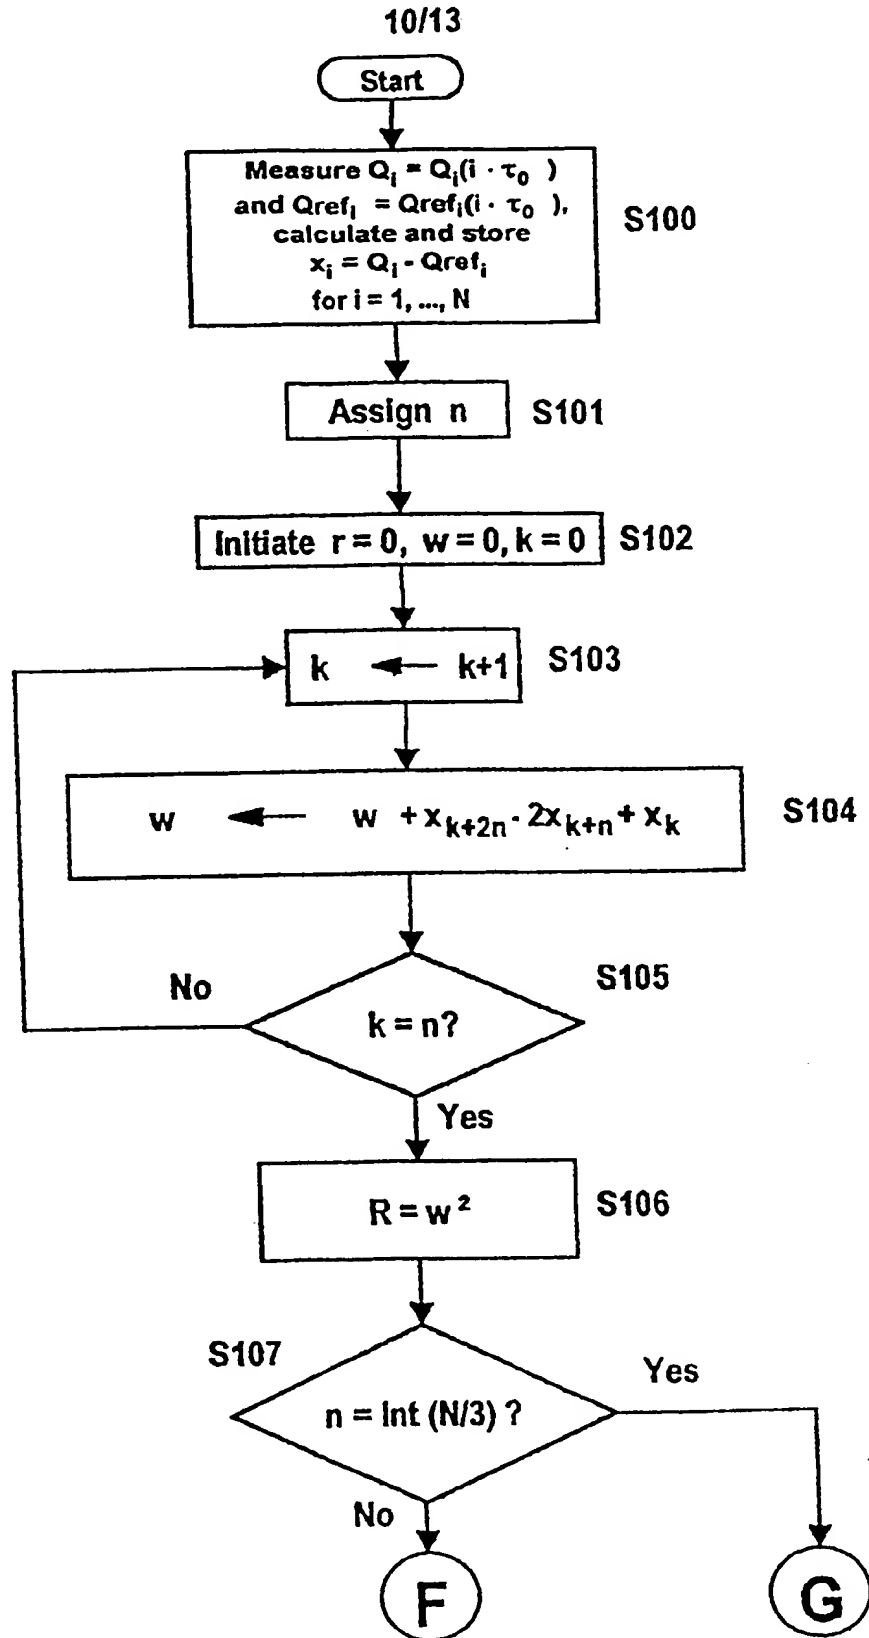 10/13
Start
Measure Qi = Qi(i · τ0 )
and Qrefi = Qrefi(i · τ0 ),
calculate and store
xi = Qi - Qrefi
for i = 1, ..., N
S100
Assign n
S101
Initiate r = 0, w = 0, k = 0
S102
k ← k+1
S103
w ← w + xk+2n - 2xk+n + xk
S104
No
S105
k = n?
Yes
R = w²
S106
S107
Yes
n = Int (N/3) ?
No
F
G